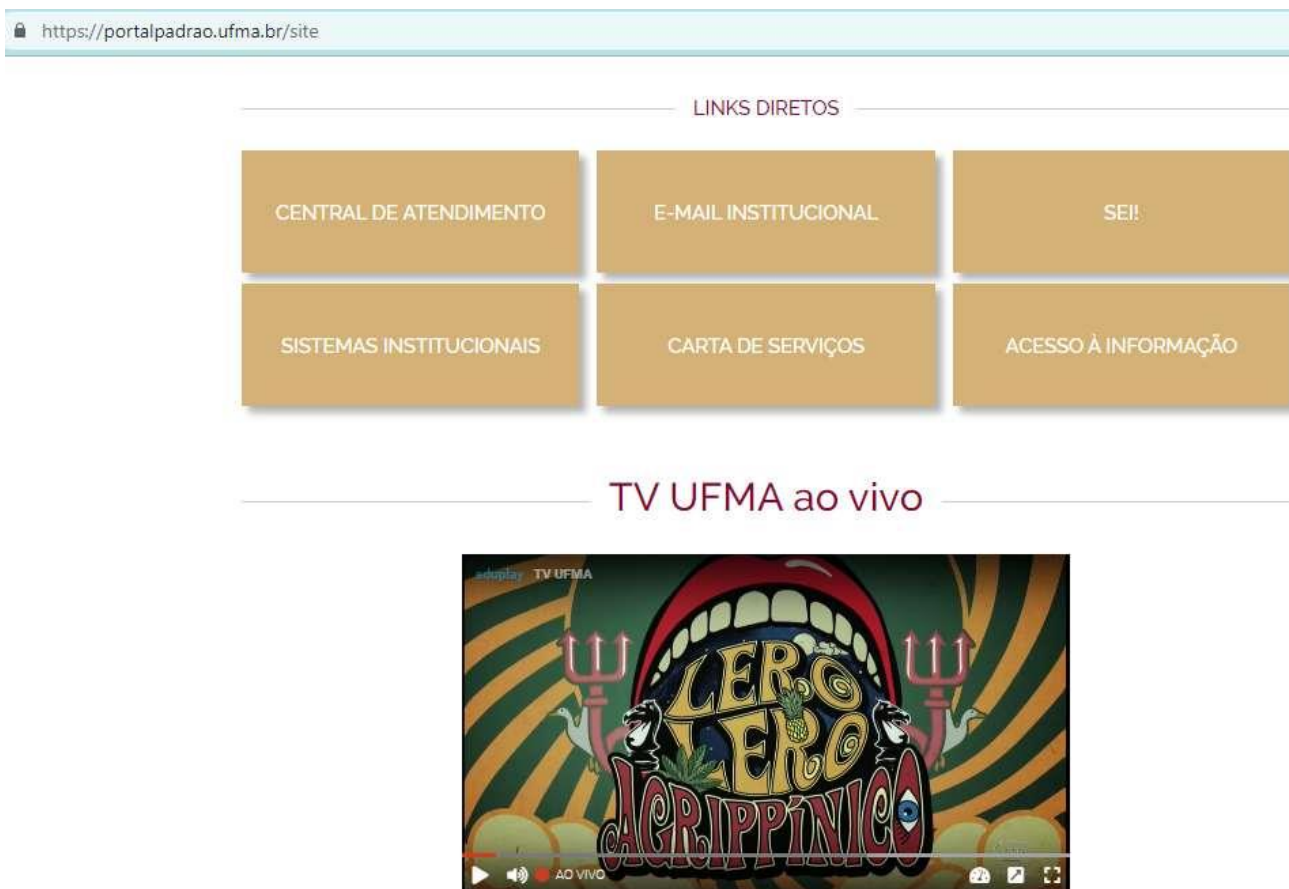 https://portalpadrao.ufma.br/site
LINKS DIRETOS
CENTRAL DE ATENDIMENTO
E-MAIL INSTITUCIONAL
SEI!
SISTEMAS INSTITUCIONAIS
CARTA DE SERVIÇOS
ACESSO À INFORMAÇÃO
TV UFMA ao vivo
eduplay TV UFMA
LERO
LERO
AGRIPPÍNICO
AO VIVO